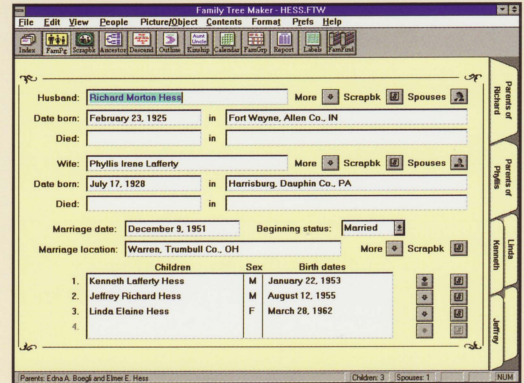 Family Tree Maker - HESS.FTW
File Edit View People Picture/Object Contents Format Prefs Help
Index FamPg Scrapbk Ancestor Descend Outline Kinship Calendar FamGrp Report Labels FamFind
Aunt
Uncle
Husband: Richard Morton Hess More Scrapbk Spouses
Date born: February 23, 1925 in Fort Wayne, Allen Co., IN
Died: in
Wife: Phyllis Irene Lafferty More Scrapbk Spouses
Date born: July 17, 1928 in Harrisburg, Dauphin Co., PA
Died: in
Marriage date: December 9, 1951 Beginning status: Married
Marriage location: Warren, Trumbull Co., OH More Scrapbk
Children Sex Birth dates
1. Kenneth Lafferty Hess M January 22, 1953
2. Jeffrey Richard Hess M August 12, 1955
3. Linda Elaine Hess F March 28, 1962
4.
Parents of
Richard
Parents of
Phyllis
Linda
Kenneth
Jeffrey
Parents: Edna A. Boegli and Elmer E. Hess Children: 3 Spouses: 1 NUM